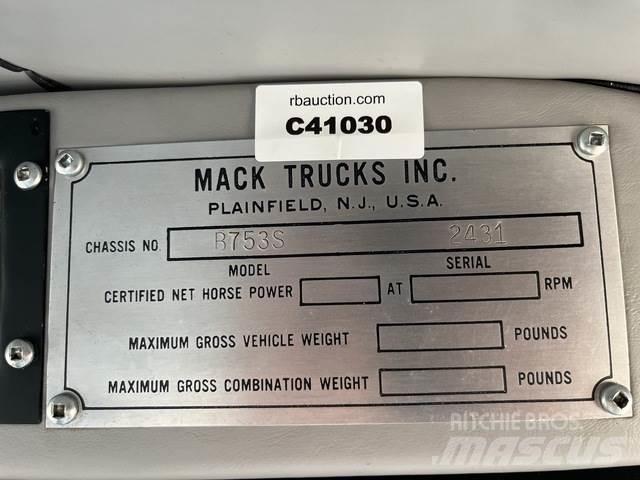 rbauction.com
C41030
MACK TRUCKS INC.
PLAINFIELD, N.J., U.S.A.
CHASSIS NO. B753S 2431
MODEL SERIAL
CERTIFIED NET HORSE POWER AT RPM
MAXIMUM GROSS VEHICLE WEIGHT POUNDS
MAXIMUM GROSS COMBINATION WEIGHT POUNDS
RITCHIE BROS.
MASCUS